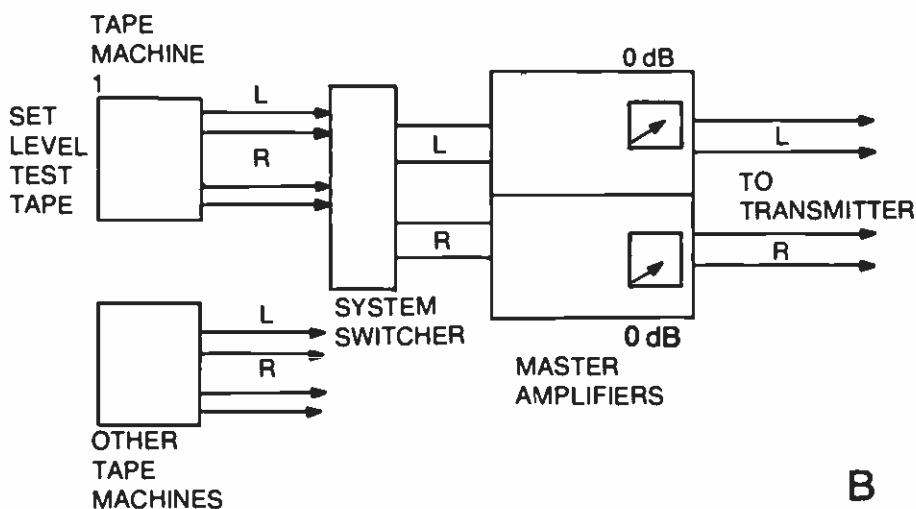 TAPE
MACHINE
1
SET
LEVEL
TEST
TAPE
L
R
L
R
SYSTEM
SWITCHER
0 dB
0 dB
MASTER
AMPLIFIERS
L
TO
TRANSMITTER
R
L
R
OTHER
TAPE
MACHINES
B